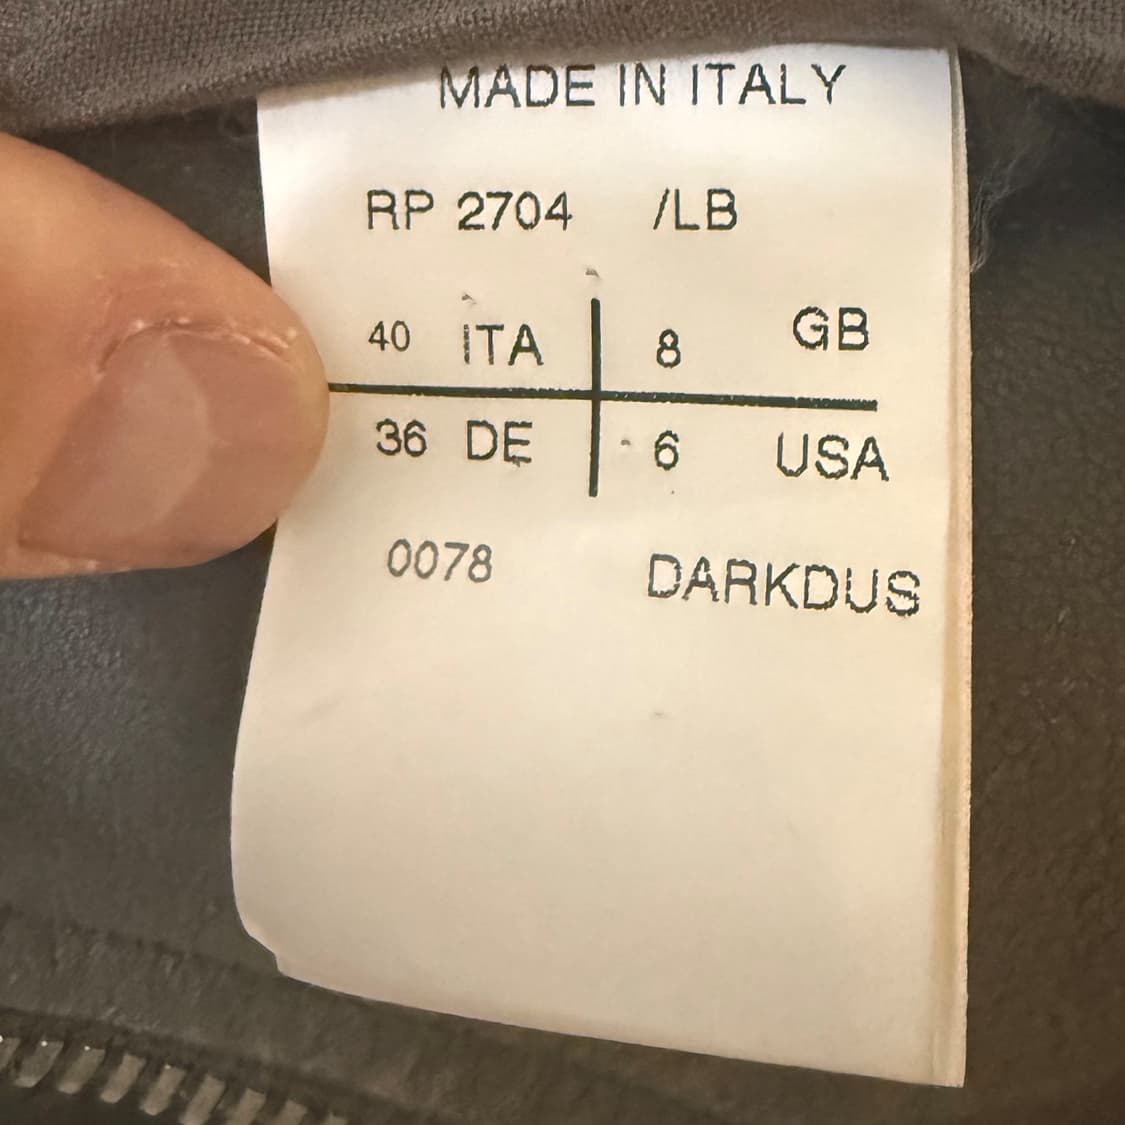 MADE IN ITALY
RP 2704 /LB
40 ITA 8 GB
36 DE 6 USA
0078 DARKDUS